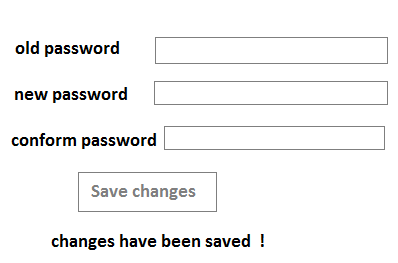 old password
new password
conform password
Save changes
changes have been saved !